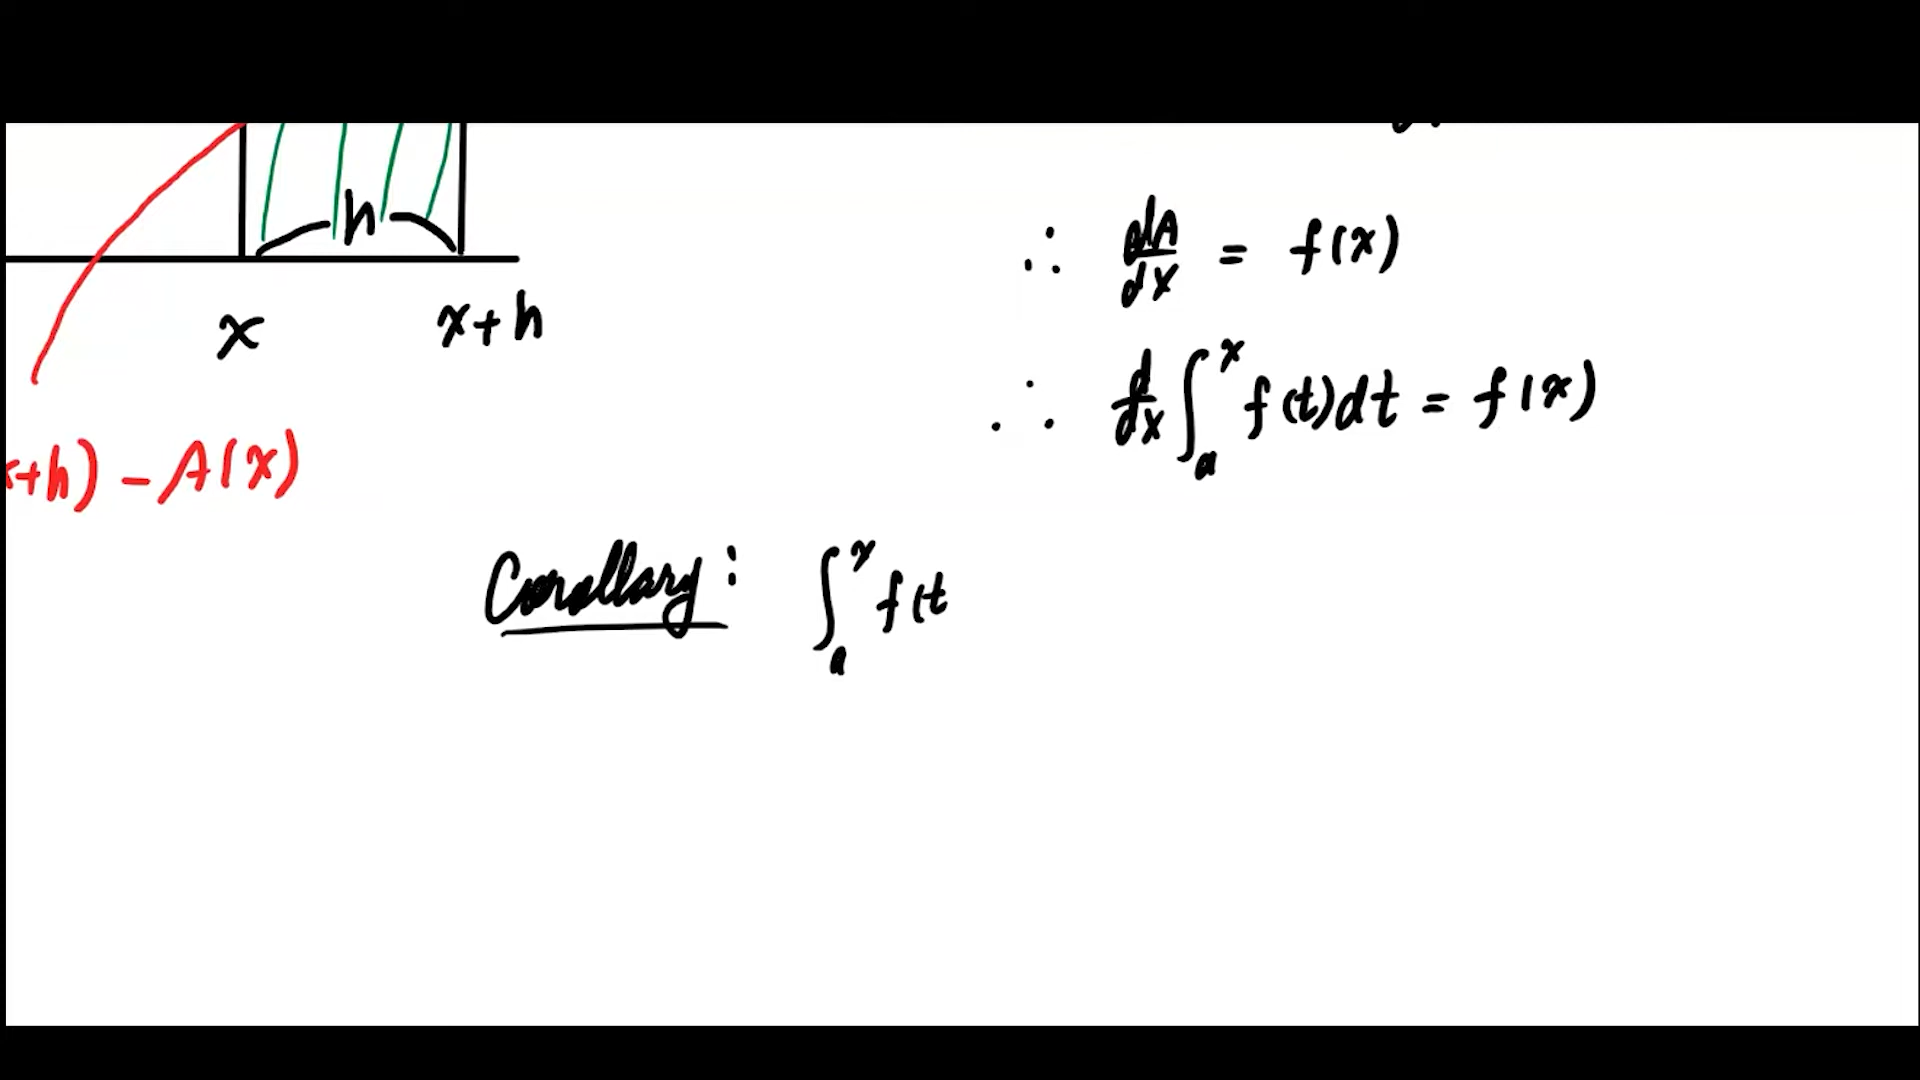 h
x x+h
+h) - A(x)
∴ dA/dx = f(x)
∴ d/dx ∫_a^x f(t)dt = f(x)
Corollary: ∫_a^x f(t